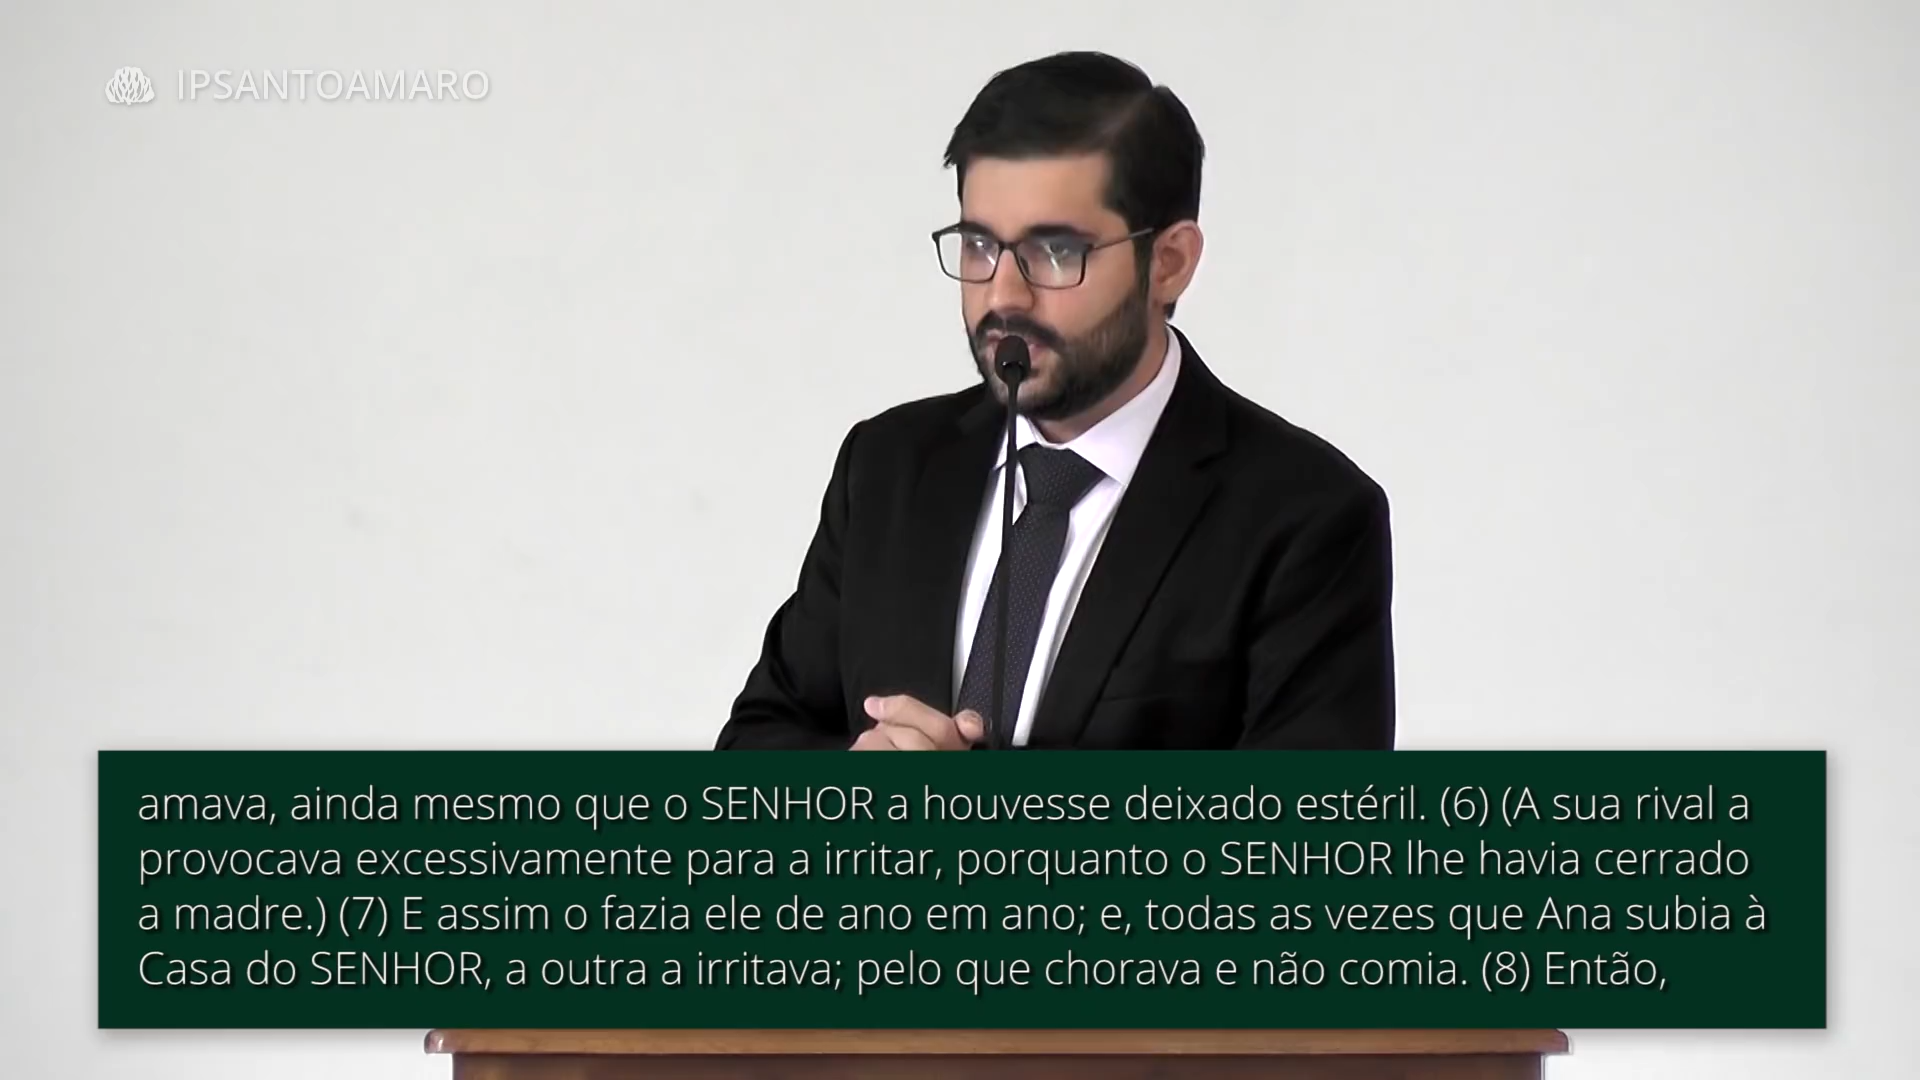 IPSANTOAMARO
amava, ainda mesmo que o SENHOR a houvesse deixado estéril. (6) (A sua rival a
provocava excessivamente para a irritar, porquanto o SENHOR lhe havia cerrado
a madre.) (7) E assim o fazia ele de ano em ano; e, todas as vezes que Ana subia à
Casa do SENHOR, a outra a irritava; pelo que chorava e não comia. (8) Então,